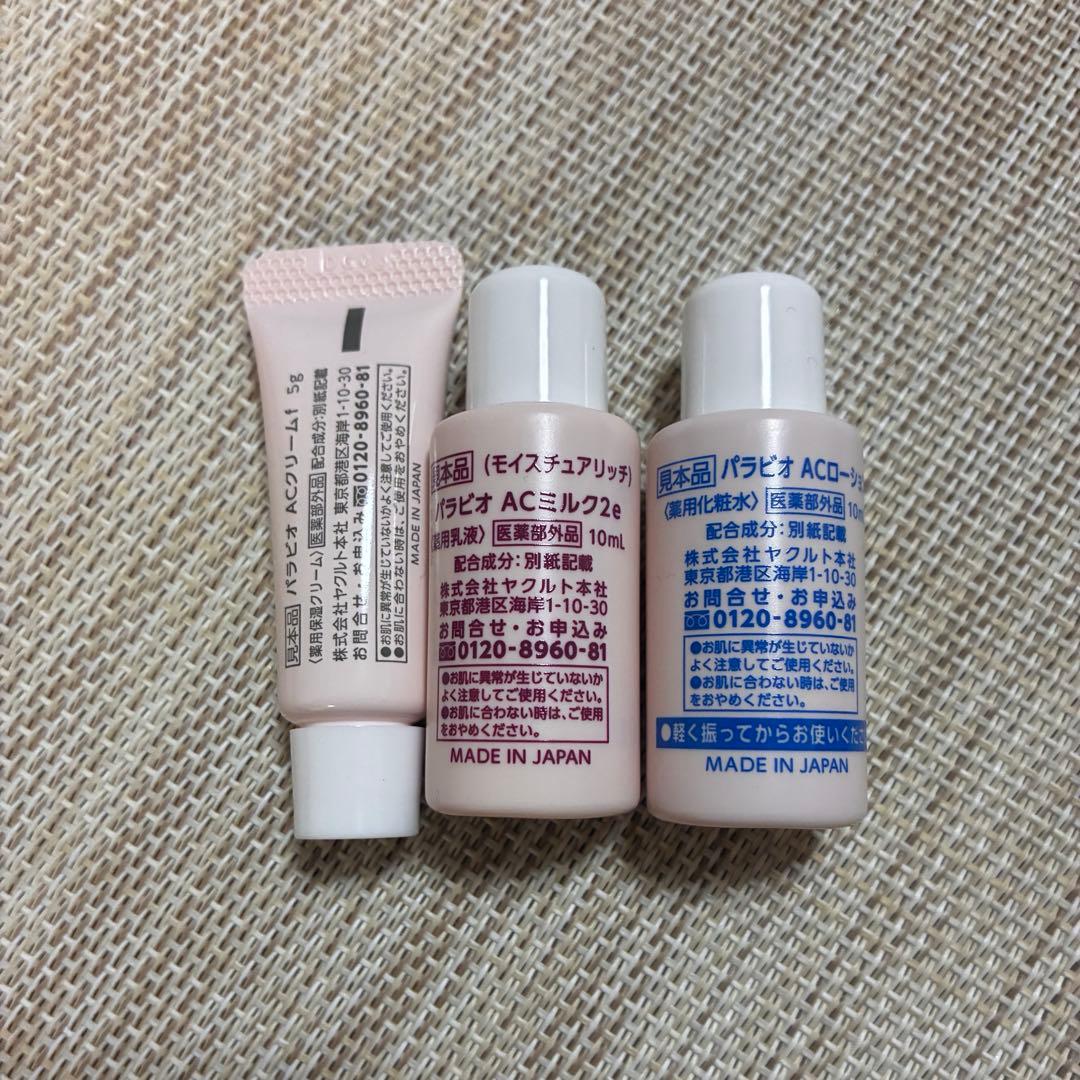 見本品 パラビオ ACクリームf 5g
〈薬用保湿クリーム〉 医薬部外品 配合成分:別紙記載
株式会社ヤクルト本社 東京都港区海岸1-10-30
お問合せ・お申込み 0120-8960-81
●お肌に異常が生じていないかよく注意してご使用ください。
●お肌に合わない時は、ご使用をおやめください。
MADE IN JAPAN
見本品 (モイスチュアリッチ)
パラビオ ACミルク2e
薬用乳液〉 医薬部外品 10mL
配合成分:別紙記載
株式会社ヤクルト本社
東京都港区海岸1-10-30
お問合せ・お申込み
0120-8960-81
●お肌に異常が生じていないか
よく注意してご使用ください。
●お肌に合わない時は、ご使用
をおやめください。
MADE IN JAPAN
見本品 パラビオ ACローショ
〈薬用化粧水〉 医薬部外品 10m
配合成分:別紙記載
株式会社ヤクルト本社
東京都港区海岸1-10-30
お問合せ・お申込み
0120-8960-81
●お肌に異常が生じていないか
よく注意してご使用ください。
●お肌に合わない時は、ご使用
をおやめください。
●軽く振ってからお使いくださ
MADE IN JAPAN